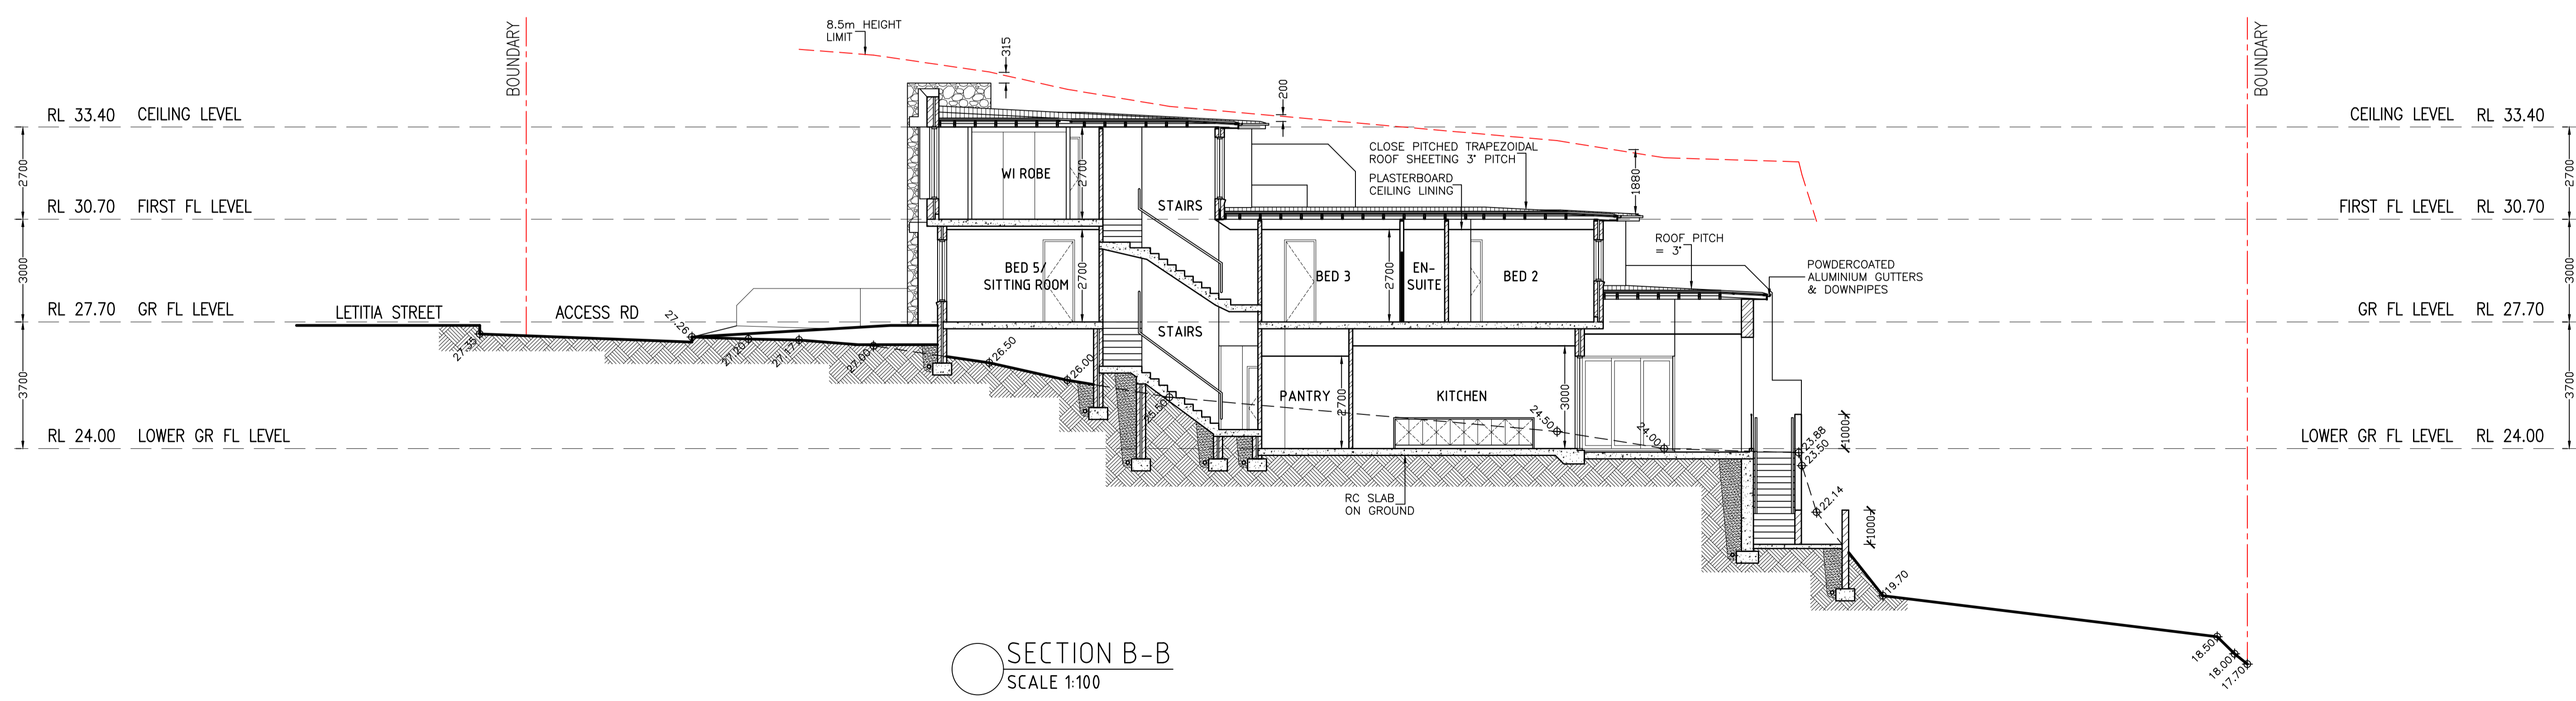 BOUNDARY
8.5m HEIGHT
LIMIT
315
200
BOUNDARY
RL 33.40 CEILING LEVEL
CEILING LEVEL RL 33.40
CLOSE PITCHED TRAPEZOIDAL
ROOF SHEETING 3° PITCH
PLASTERBOARD
CEILING LINING
2700
WI ROBE
2700
1880
2700
RL 30.70 FIRST FL LEVEL
STAIRS
FIRST FL LEVEL RL 30.70
ROOF PITCH
= 3°
POWDERCOATED
ALUMINIUM GUTTERS
& DOWNPIPES
3000
BED 5/
SITTING ROOM
2700
BED 3
2700
EN-
SUITE
BED 2
3000
RL 27.70 GR FL LEVEL
LETITIA STREET
ACCESS RD
GR FL LEVEL RL 27.70
STAIRS
27.35
27.26
27.20
27.17
27.00
26.50
26.00
25.50
3700
PANTRY
2700
KITCHEN
3000
24.50
24.00
3700
RL 24.00 LOWER GR FL LEVEL
1000
23.88
23.50
LOWER GR FL LEVEL RL 24.00
RC SLAB
ON GROUND
22.14
1000
19.70
18.50
18.00
17.70
SECTION B-B
SCALE 1:100